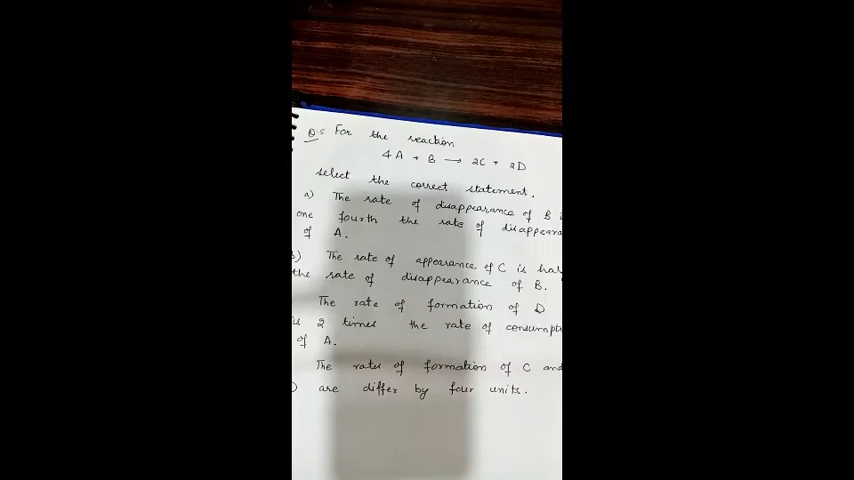 Q.5 For the reaction
4A + B → 2C + 2D
select the correct statement.
a) The rate of disappearance of B
one fourth the rate of
of A.
The rate of appearance of C is
the rate of disappearance of B.
The rate of formation of D
is 2 times the rate of
of A.
The rates of formation of C and
are differ by four units.